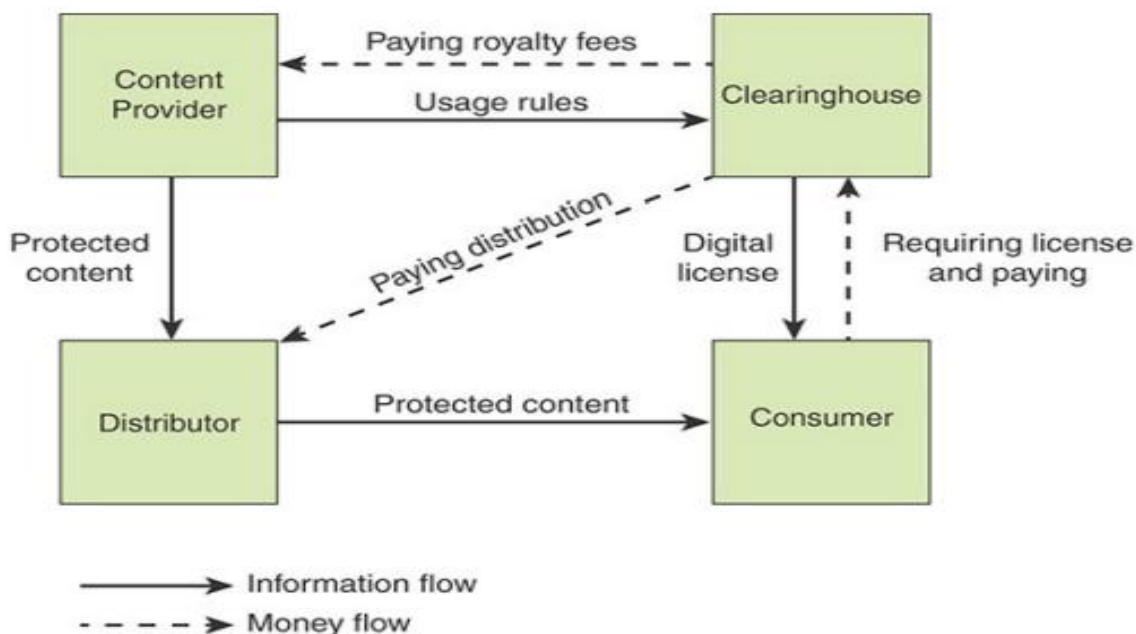 Paying royalty fees
Content
Provider
Clearinghouse
Usage rules
Paying distribution
Protected
content
Digital
license
Requiring license
and paying
Distributor
Protected content
Consumer
Information flow
Money flow